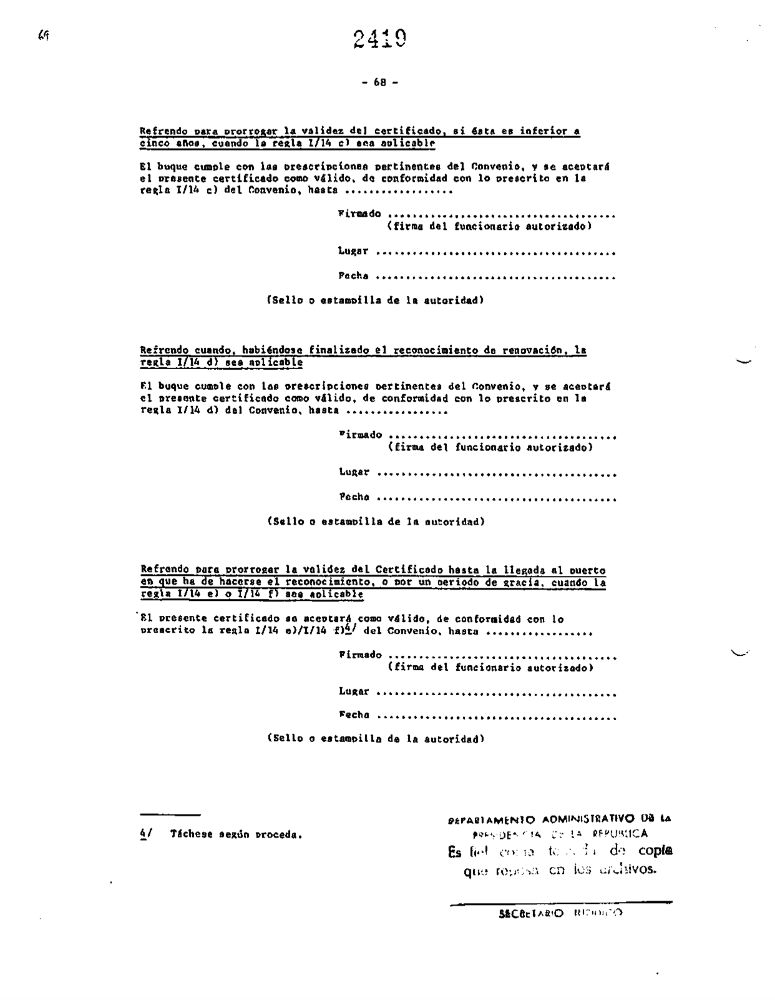 69
2419
- 68 -
Refrendo para prorrogar la validez del certificado, si ésta es inferior a
cinco años, cuando la regla I/14 c) sea aplicable
El buque cumple con las prescripciones pertinentes del Convenio, y se aceptará
el presente certificado como válido, de conformidad con lo prescrito en la
regla I/14 c) del Convenio, hasta ..................
Firmado .....................................
(firma del funcionario autorizado)
Lugar .......................................
Fecha .......................................
(Sello o estampilla de la autoridad)
Refrendo cuando, habiéndose finalizado el reconocimiento de renovación, la
regla I/14 d) sea aplicable
El buque cumple con las prescripciones pertinentes del Convenio, y se aceptará
el presente certificado como válido, de conformidad con lo prescrito en la
regla I/14 d) del Convenio, hasta .................
Firmado .....................................
(firma del funcionario autorizado)
Lugar .......................................
Fecha .......................................
(Sello o estampilla de la autoridad)
Refrendo para prorrogar la validez del Certificado hasta la llegada al puerto
en que ha de hacerse el reconocimiento, o por un periodo de gracia, cuando la
regla I/14 e) o I/14 f) sea aplicable
El presente certificado se aceptará como válido, de conformidad con lo
prescrito la regla I/14 e)/I/14 f)4/ del Convenio, hasta ..................
Firmado .....................................
(firma del funcionario autorizado)
Lugar .......................................
Fecha .......................................
(Sello o estampilla de la autoridad)
4/ Táchese según proceda.
DEPARTAMENTO ADMINISTRATIVO DE LA
PRESIDENCIA DE LA REPUBLICA
Es fiel copia tomada de copia
que reposa en los archivos.
SECRETARIO